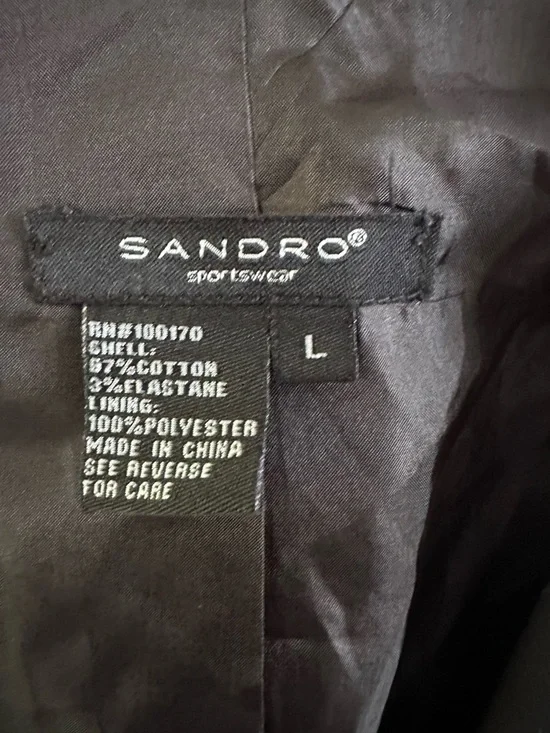 SANDRO®
sportswear
RN#100170
SHELL:
97%COTTON
3%ELASTANE
LINING:
100%POLYESTER
MADE IN CHINA
SEE REVERSE
FOR CARE
L